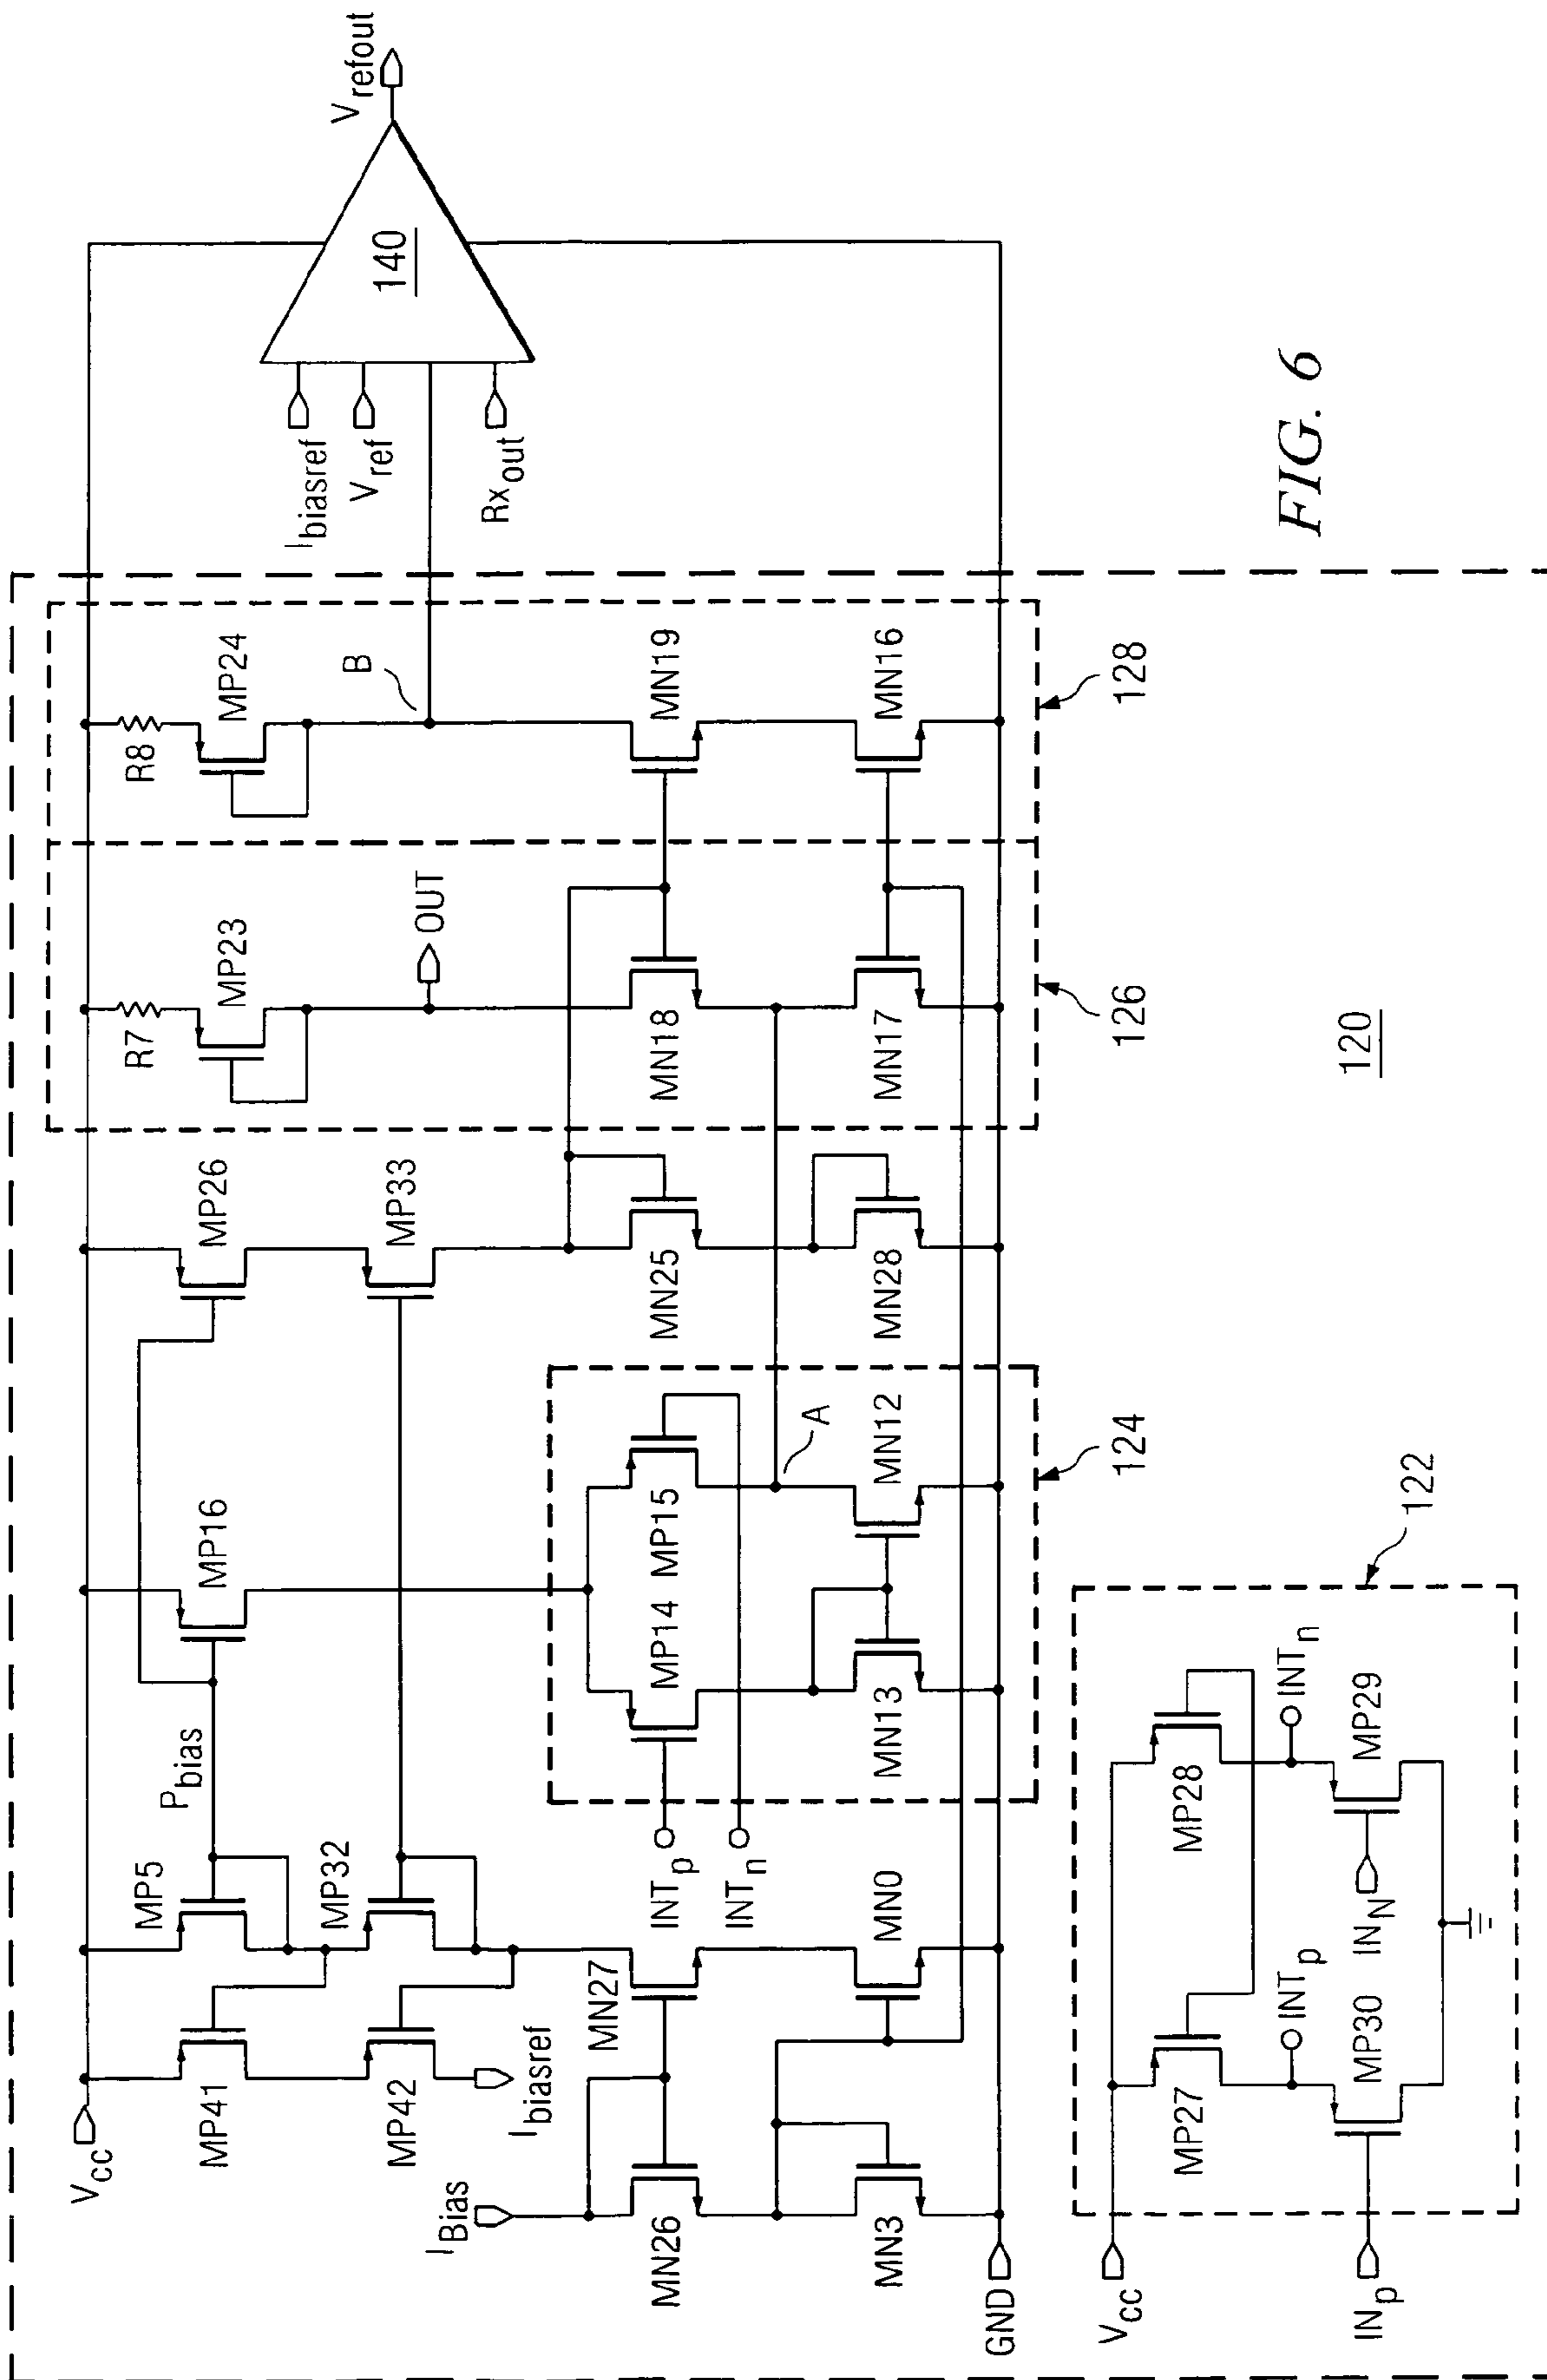 Vcc
MP41
MP5
Pbias
MP16
MP26
R7
MP23
R8
MP24
MP42
MP32
MP33
Ibiasref
OUT
B
Ibiasref
Vref
Rxout
140
Vrefout
IBias
MN26
MN27
INTp
INTn
MP14
MP15
A
MN25
MN18
MN19
MN3
MN0
MN13
MN12
MN28
MN17
MN16
GND
124
126
128
Vcc
MP27
MP28
INTp
INTn
122
MP30
MP29
INp
INN
120
FIG. 6